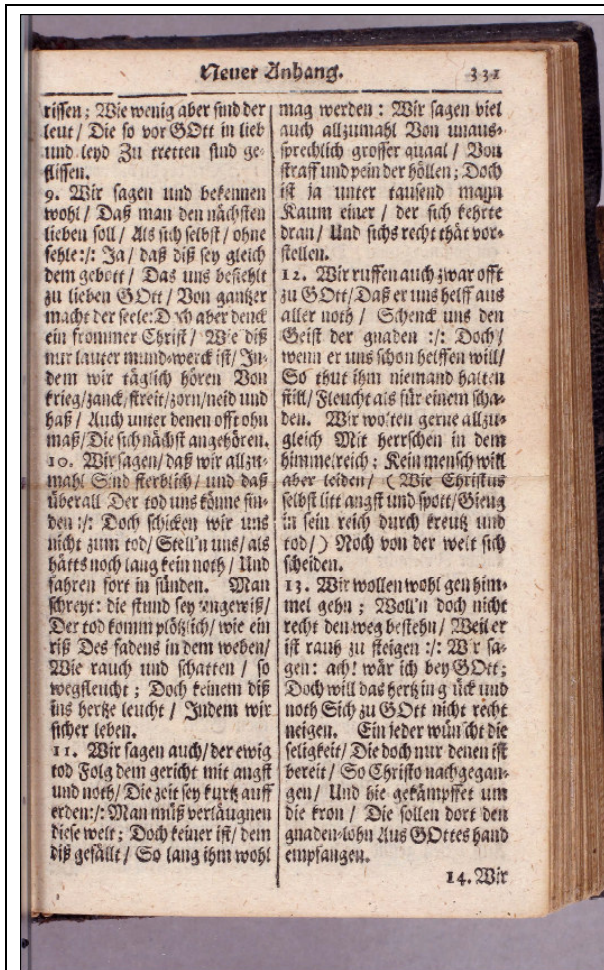 Neuer Anhang. 331
rissen; Wie wenig aber sind der
leut/ Die so vor GOtt in lieb
und leyd Zu tretten sind ge-
flissen.
9. Wir sagen und bekennen
wohl/ Daß man den nächsten
lieben soll/ Als sich selbst/ ohne
fehle:/: Ja/ daß diß sey gleich
dem gebott/ Das uns befiehlt
zu lieben GOtt/ Von gantzer
macht der seele: Doch aber denck
ein frommer Christ/ Wie diß
nur lauter mund-werck ist/ In-
dem wir täglich hören Von
krieg/zanck/streit/zorn/neid und
haß/ Auch unter denen offt ohn
maß/Die sich nächst angehören.
10. Wir sagen/ daß wir allzu-
mahl Sind sterblich/ und daß
überall Der tod uns könne fin-
den:/: Doch schicken wir uns
nicht zum tod/ Stell'n uns/ als
hätts noch lang kein noth/ Und
fahren fort in sünden. Man
schreyt: die stund sey ungewiß/
Der tod komm plötzlich/ wie ein
riß Des fadens in dem weben/
Wie rauch und schatten/ so
wegfleucht; Doch keinem diß
ins hertze leucht/ Indem wir
sicher leben.
11. Wir sagen auch/ der ewig
tod Folg dem gericht mit angst
und noth/ Die zeit sey kurtz auff
erden:/: Man müß verläugnen
diese welt; Doch keiner ist/ dem
diß gefällt/ So lang ihm wohl
mag werden: Wir sagen viel
auch allzumahl Von unaus-
sprechlich grosser quaal/ Von
straff und pein der höllen; Doch
ist ja unter tausend mann
Kaum einer/ der sich kehrte
dran/ Und sichs recht thät vor-
stellen.
12. Wir ruffen auch zwar offt
zu GOtt/Daß er uns helff aus
aller noth/ Schenck uns den
Geist der gnaden:/: Doch/
wenn er uns schon helffen will/
So thut ihm niemand halten
still/ Fleucht als für einem scha-
den. Wir wolten gerne allzu-
gleich Mit herrschen in dem
himmelreich; Kein mensch will
aber leiden/ (Wie Christus
selbst litt angst und spott/Gieng
in sein reich durch kreutz und
tod/) Noch von der welt sich
scheiden.
13. Wir wollen wohl gen him-
mel gehn; Woll'n doch nicht
recht den weg bestehn/ Weil er
ist rauh zu steigen:/: Wir sa-
gen: ach! wär ich bey GOtt;
Doch will das hertz in glück und
noth Sich zu GOtt nicht recht
neigen. Ein jeder wünscht die
seligkeit/ Die doch nur denen ist
bereit/ So Christo nachgegan-
gen/ Und hie gekämpffet um
die kron/ Die sollen dort den
gnaden-lohn Aus GOttes hand
empfangen.
14. Wir